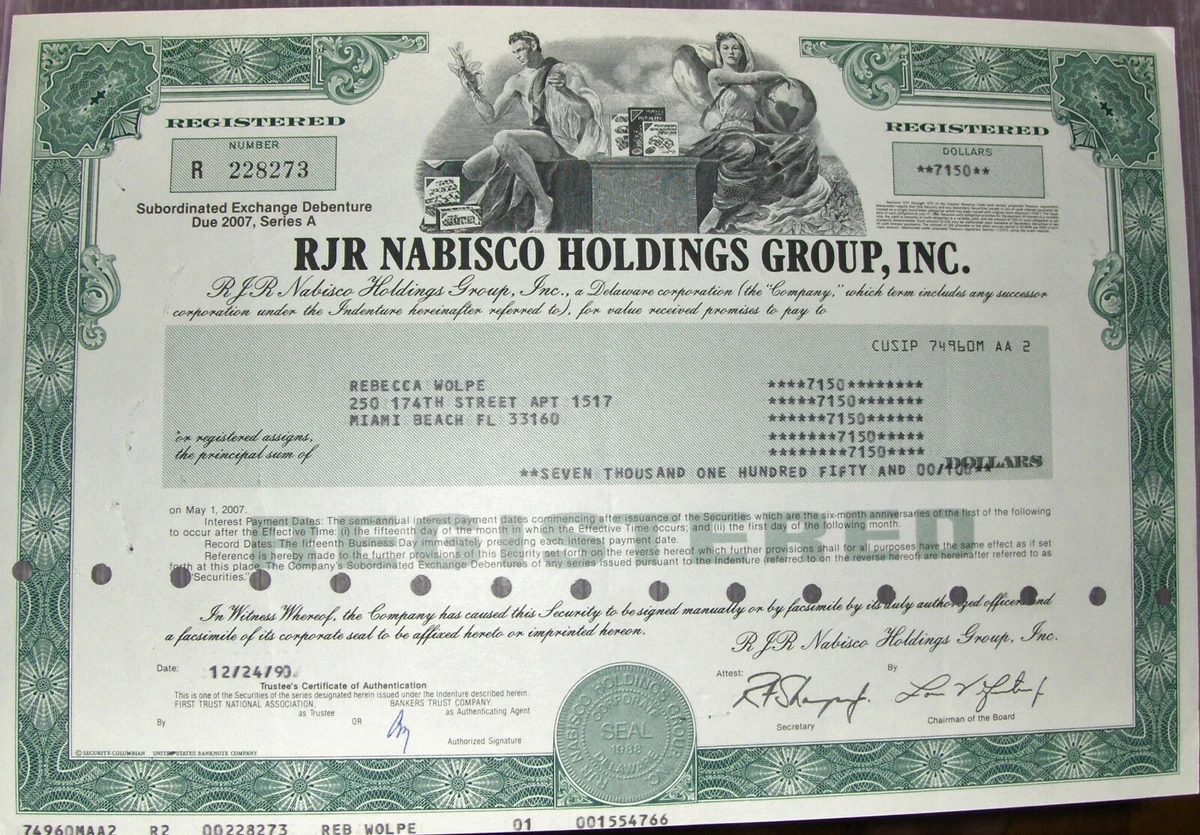 REGISTERED
REGISTERED
NUMBER
R 228273
DOLLARS
**7150**
Subordinated Exchange Debenture
Due 2007, Series A
RJR NABISCO HOLDINGS GROUP, INC.
RJR Nabisco Holdings Group, Inc., a Delaware corporation (the "Company," which term includes any successor
corporation under the Indenture hereinafter referred to), for value received promises to pay to
CUSIP 74960M AA 2
REBECCA WOLPE
****7150********
250 174TH STREET APT 1517
*****7150*******
MIAMI BEACH FL 33160
******7150******
or registered assigns,
*******7150*****
the principal sum of
********7150****
**SEVEN THOUSAND ONE HUNDRED FIFTY AND 00/100**
DOLLARS
REGISTERED
on May 1, 2007.
Interest Payment Dates: The semi-annual interest payment dates commencing after issuance of the Securities which are the six-month anniversaries of the first of the following
to occur after the Effective Time: (i) the fifteenth day of the month in which the Effective Time occurs; and (ii) the first day of the following month.
Record Dates: The fifteenth Business Day immediately preceding each interest payment date.
Reference is hereby made to the further provisions of this Security set forth on the reverse hereof which further provisions shall for all purposes have the same effect as if set
forth at this place. The Company's Subordinated Exchange Debentures of any series issued pursuant to the Indenture (referred to on the reverse hereof) are hereinafter referred to as
"Securities."
In Witness Whereof, the Company has caused this Security to be signed manually or by facsimile by its duly authorized officers and
a facsimile of its corporate seal to be affixed hereto or imprinted hereon.
RJR Nabisco Holdings Group, Inc.
Date: 12/24/90
Attest:
By
Trustee's Certificate of Authentication
This is one of the Securities of the series designated herein issued under the Indenture described herein.
FIRST TRUST NATIONAL ASSOCIATION, BANKERS TRUST COMPANY,
as Trustee as Authenticating Agent
By OR
Authorized Signature
Secretary
Chairman of the Board
RJR NABISCO HOLDINGS GROUP, INC.
CORPORATE
SEAL
DELAWARE
© SECURITY-COLUMBIAN UNITED STATES BANKNOTE COMPANY
74960MAA2 R2 00228273 REB WOLPE 01 001554766